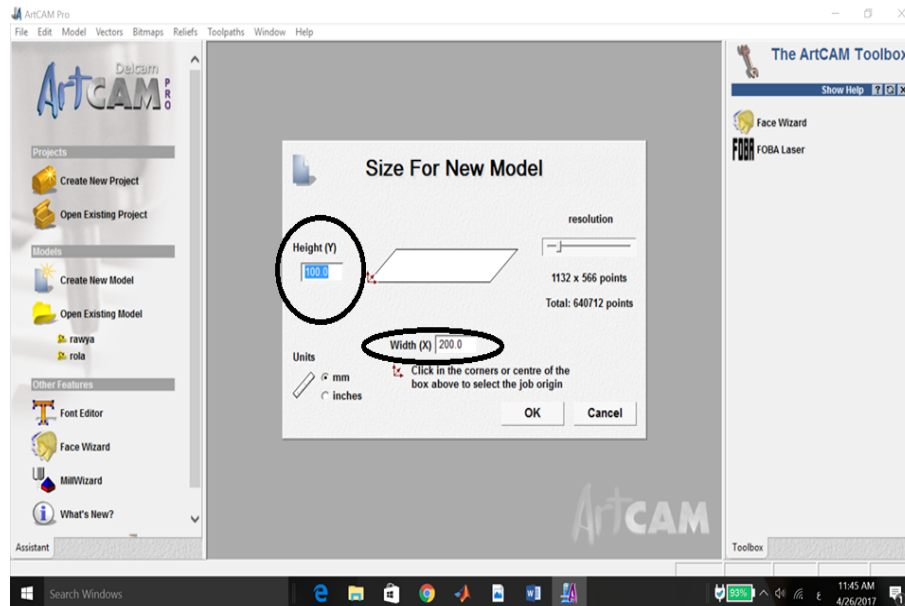 ArtCAM Pro
File Edit Model Vectors Bitmaps Reliefs Toolpaths Window Help
Delcam
ArtCAM PRO
Projects
Create New Project
Open Existing Project
Models
Create New Model
Open Existing Model
rawya
rola
Other Features
Font Editor
Face Wizard
MillWizard
What's New?
Assistant
Size For New Model
Height (Y)
100.0
resolution
1132 x 566 points
Total: 640712 points
Width (X) 200.0
Units
mm
inches
Click in the corners or centre of the
box above to select the job origin
OK Cancel
ArtCAM
The ArtCAM Toolbox
Show Help
Face Wizard
FOBA FOBA Laser
Toolbox
Search Windows
93%
ع
11:45 AM
4/26/2017